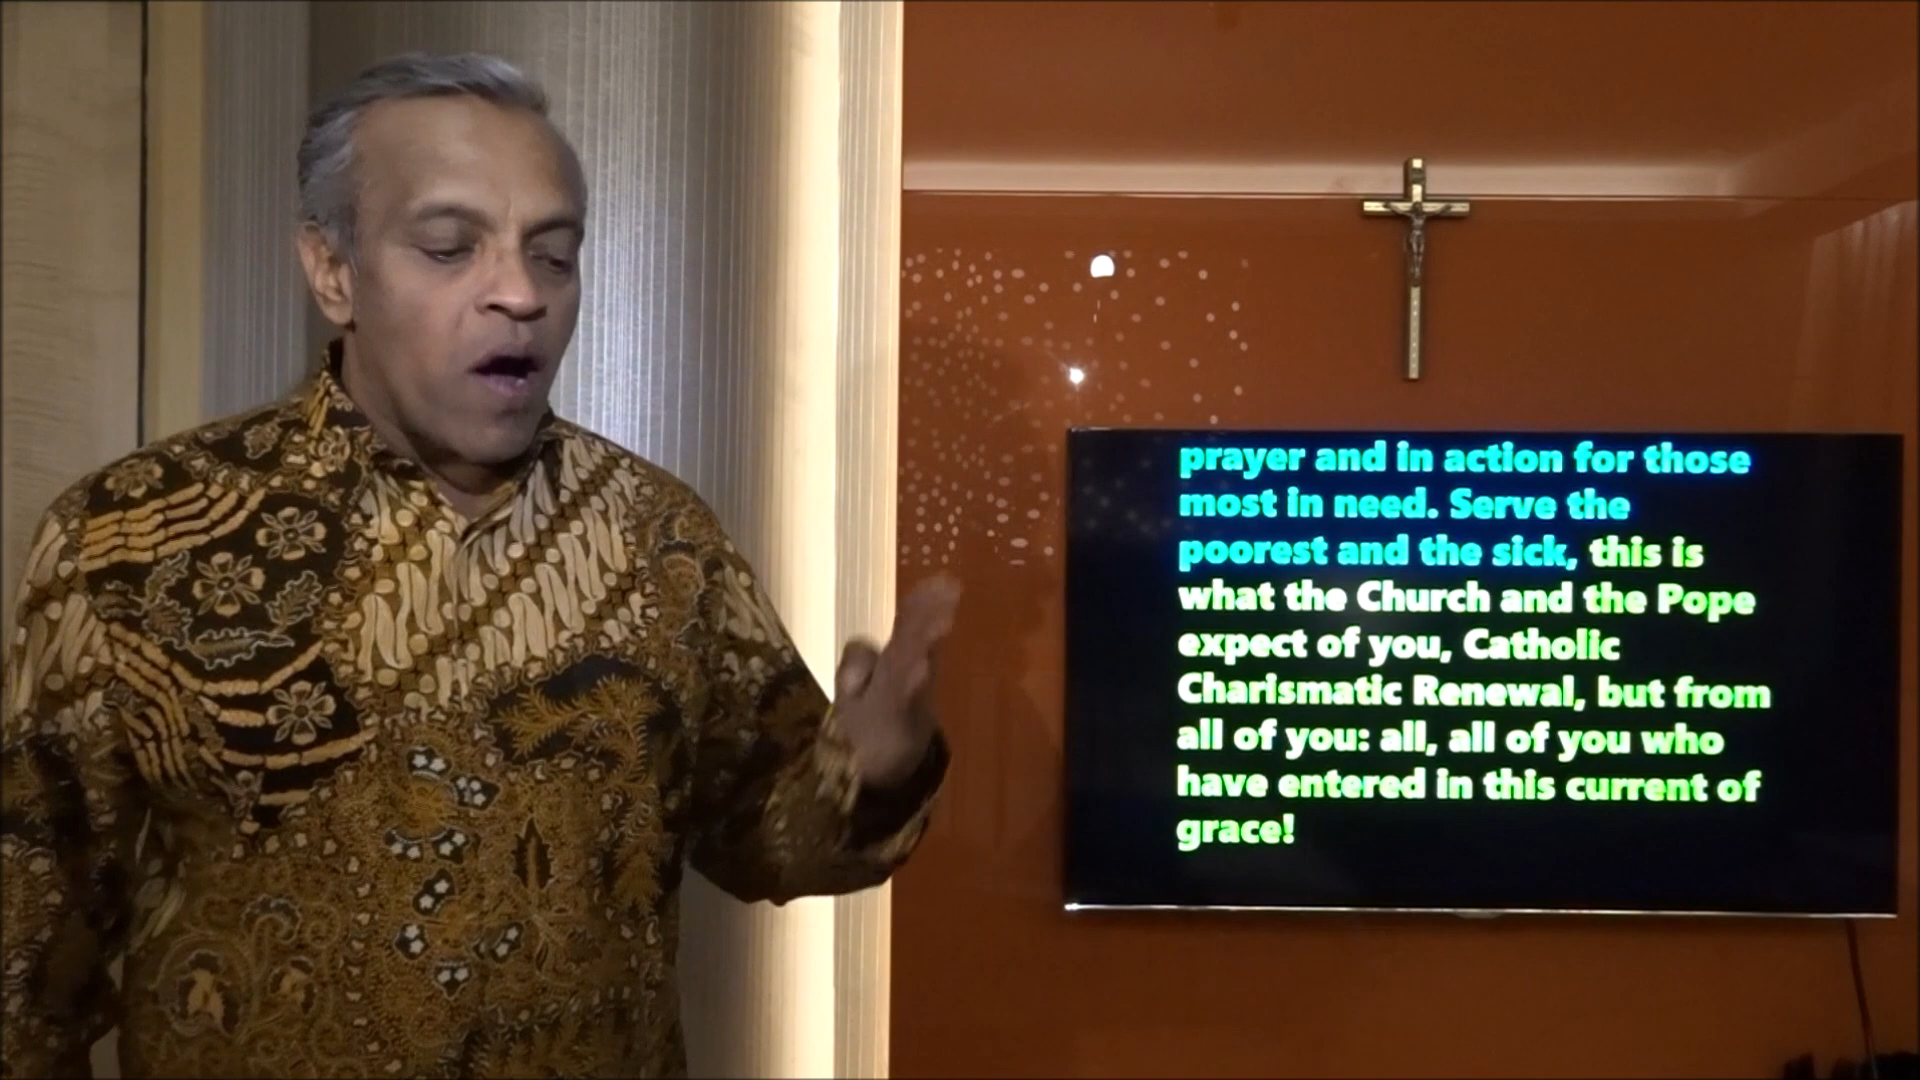 prayer and in action for those
most in need. Serve the
poorest and the sick, this is
what the Church and the Pope
expect of you, Catholic
Charismatic Renewal, but from
all of you: all, all of you who
have entered in this current of
grace!